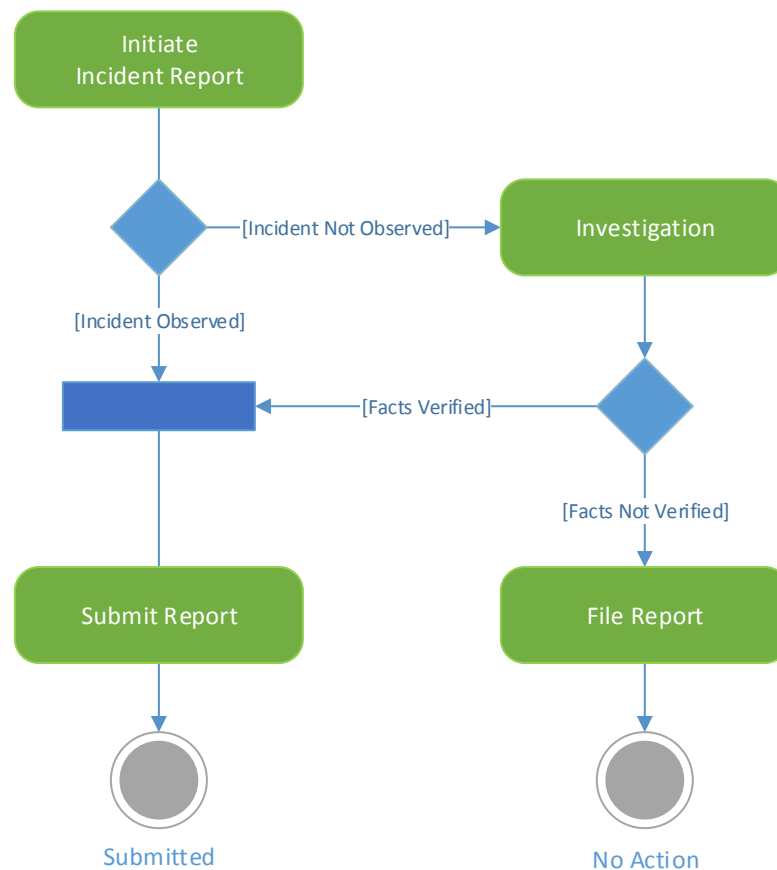 Initiate
Incident Report
[Incident Not Observed]
Investigation
[Incident Observed]
[Facts Verified]
[Facts Not Verified]
Submit Report
File Report
Submitted
No Action